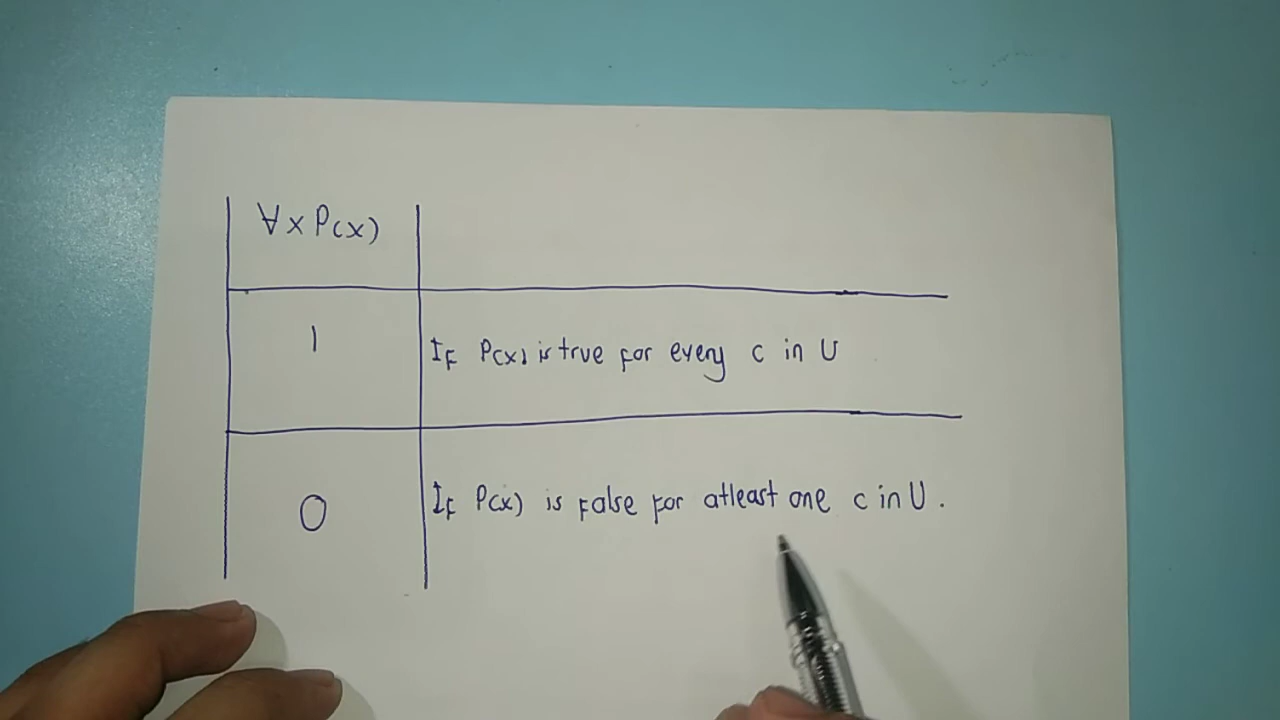 ∀x P(x)
1
If P(x) is true for every c in U
0
If P(x) is false for atleast one c in U.